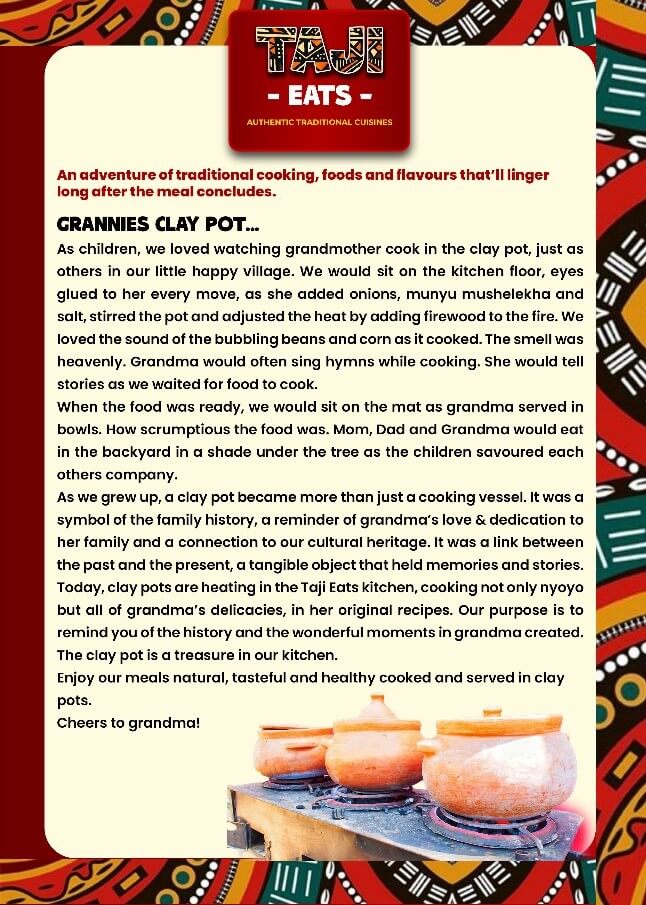 TAJI
- EATS -
AUTHENTIC TRADITIONAL CUISINES
An adventure of traditional cooking, foods and flavours that'll linger
long after the meal concludes.
GRANNIES CLAY POT...
As children, we loved watching grandmother cook in the clay pot, just as
others in our little happy village. We would sit on the kitchen floor, eyes
glued to her every move, as she added onions, munyu mushelekha and
salt, stirred the pot and adjusted the heat by adding firewood to the fire. We
loved the sound of the bubbling beans and corn as it cooked. The smell was
heavenly. Grandma would often sing hymns while cooking. She would tell
stories as we waited for food to cook.
When the food was ready, we would sit on the mat as grandma served in
bowls. How scrumptious the food was. Mom, Dad and Grandma would eat
in the backyard in a shade under the tree as the children savoured each
others company.
As we grew up, a clay pot became more than just a cooking vessel. It was a
symbol of the family history, a reminder of grandma's love & dedication to
her family and a connection to our cultural heritage. It was a link between
the past and the present, a tangible object that held memories and stories.
Today, clay pots are heating in the Taji Eats kitchen, cooking not only nyoyo
but all of grandma's delicacies, in her original recipes. Our purpose is to
remind you of the history and the wonderful moments in grandma created.
The clay pot is a treasure in our kitchen.
Enjoy our meals natural, tasteful and healthy cooked and served in clay
pots.
Cheers to grandma!